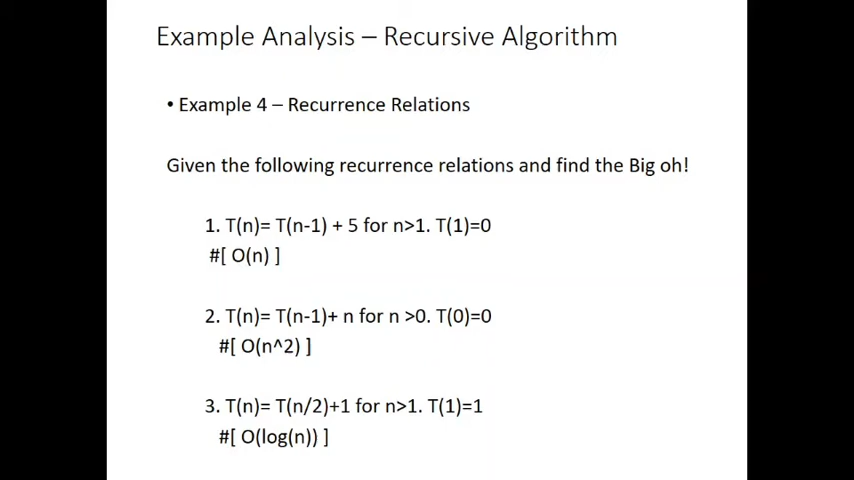 Example Analysis – Recursive Algorithm
• Example 4 – Recurrence Relations
Given the following recurrence relations and find the Big oh!
1. T(n)= T(n-1) + 5 for n>1. T(1)=0
#[ O(n) ]
2. T(n)= T(n-1)+ n for n >0. T(0)=0
#[ O(n^2) ]
3. T(n)= T(n/2)+1 for n>1. T(1)=1
#[ O(log(n)) ]